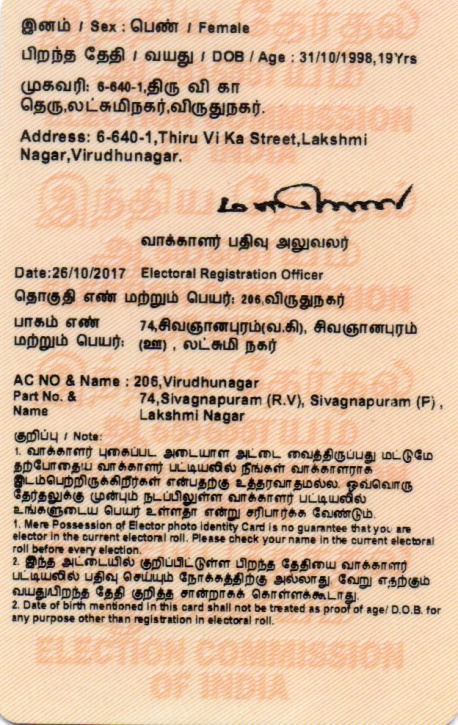 இனம் / Sex : பெண் / Female
பிறந்த தேதி / வயது / DOB / Age : 31/10/1998,19Yrs
முகவரி: 6-640-1,திரு வி கா
தெரு,லட்சுமிநகர்,விருதுநகர்.
Address: 6-640-1,Thiru Vi Ka Street,Lakshmi
Nagar,Virudhunagar.
வாக்காளர் பதிவு அலுவலர்
Date:26/10/2017 Electoral Registration Officer
தொகுதி எண் மற்றும் பெயர்: 206,விருதுநகர்
பாகம் எண் 74,சிவஞானபுரம்(வ.கி), சிவஞானபுரம்
மற்றும் பெயர்: (ஊ) , லட்சுமி நகர்
AC NO & Name : 206,Virudhunagar
Part No. & 74,Sivagnapuram (R.V), Sivagnapuram (P) ,
Name Lakshmi Nagar
குறிப்பு / Note:
1. வாக்காளர் புகைப்பட அடையாள அட்டை வைத்திருப்பது மட்டுமே
தற்போதைய வாக்காளர் பட்டியலில் நீங்கள் வாக்காளராக
இடம்பெற்றிருக்கிறீர்கள் என்பதற்கு உத்தரவாதமல்ல. ஒவ்வொரு
தேர்தலுக்கு முன்பும் நடப்பிலுள்ள வாக்காளர் பட்டியலில்
உங்களுடைய பெயர் உள்ளதா என்று சரிபார்க்க வேண்டும்.
1. Mere Possession of Elector photo identity Card is no guarantee that you are
elector in the current electoral roll. Please check your name in the current electoral
roll before every election.
2. இந்த அட்டையில் குறிப்பிட்டுள்ள பிறந்த தேதியை வாக்காளர்
பட்டியலில் பதிவு செய்யும் நோக்கத்திற்கு அல்லாது வேறு எதற்கும்
வயது/பிறந்த தேதி குறித்த சான்றாகக் கொள்ளக்கூடாது.
2. Date of birth mentioned in this card shall not be treated as proof of age/ D.O.B. for
any purpose other than registration in electoral roll.
ELECTION COMMISSION
OF INDIA